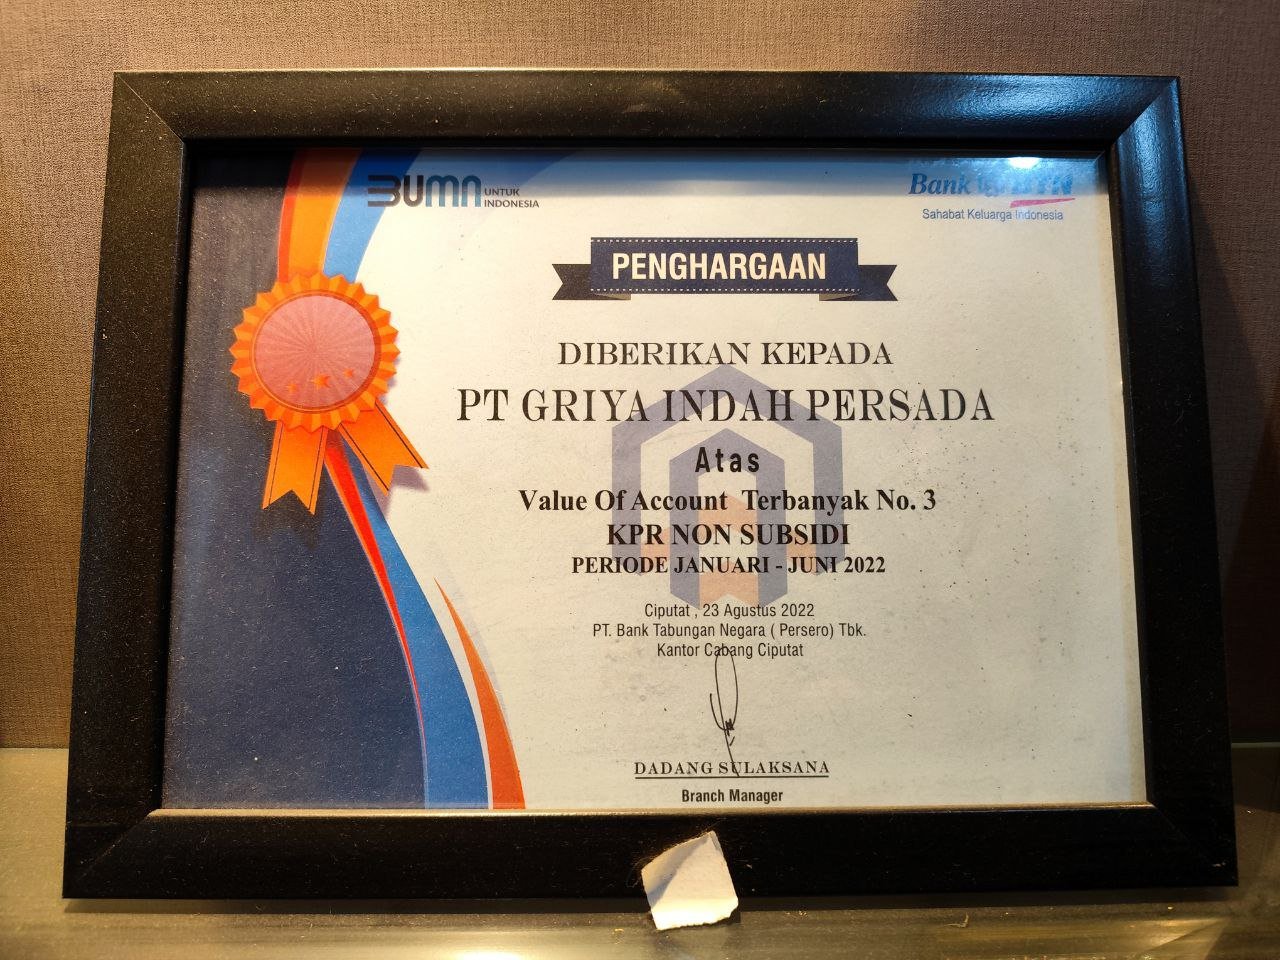 BUMN UNTUK INDONESIA
Bank BTN
Sahabat Keluarga Indonesia
PENGHARGAAN
DIBERIKAN KEPADA
PT GRIYA INDAH PERSADA
Atas
Value Of Account Terbanyak No. 3
KPR NON SUBSIDI
PERIODE JANUARI - JUNI 2022
Ciputat , 23 Agustus 2022
PT. Bank Tabungan Negara ( Persero) Tbk.
Kantor Cabang Ciputat
DADANG SULAKSANA
Branch Manager